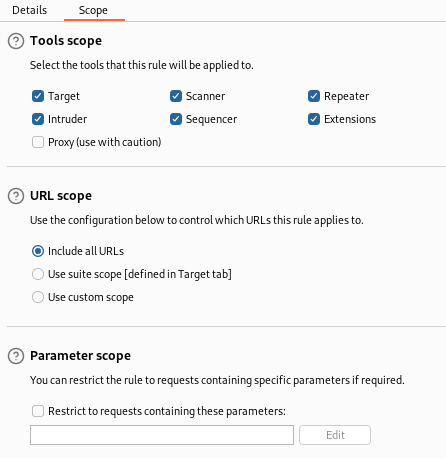 Details Scope
Tools scope
Select the tools that this rule will be applied to.
Target Scanner Repeater
Intruder Sequencer Extensions
Proxy (use with caution)
URL scope
Use the configuration below to control which URLs this rule applies to.
Include all URLs
Use suite scope [defined in Target tab]
Use custom scope
Parameter scope
You can restrict the rule to requests containing specific parameters if required.
Restrict to requests containing these parameters:
Edit